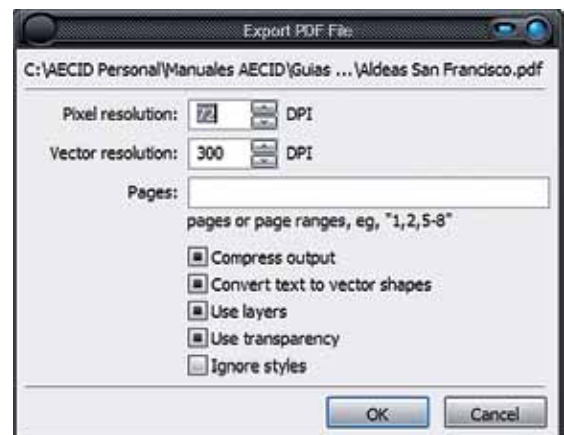 Export PDF File
C:\AECID Personal\Manuales AECID\Guias ...\Aldeas San Francisco.pdf
Pixel resolution: 72 DPI
Vector resolution: 300 DPI
Pages:
pages or page ranges, eg, "1,2,5-8"
Compress output
Convert text to vector shapes
Use layers
Use transparency
Ignore styles
OK Cancel